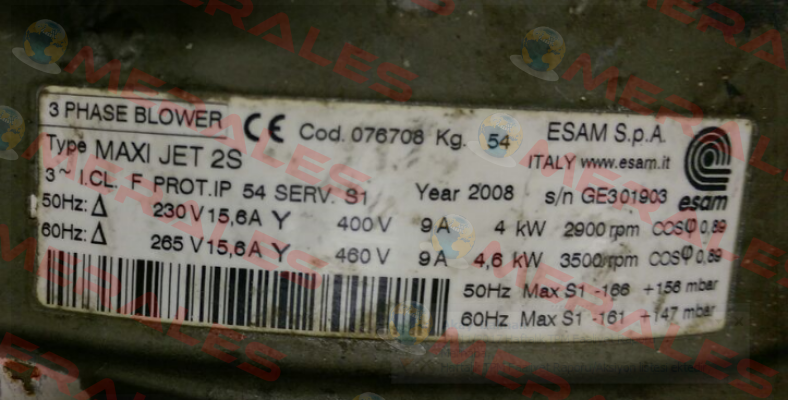 3 PHASE BLOWER CE Cod. 076708 Kg. 54 ESAM S.p.A.
Type MAXI JET 2S ITALY www.esam.it
3~ I.CL. F PROT.IP 54 SERV. S1 Year 2008 s/n GE301903 esam
50Hz: Δ 230 V 15,6A Y 400 V 9 A 4 kW 2900 rpm COSφ 0,89
60Hz: Δ 265 V 15,6A Y 460 V 9 A 4,6 kW 3500 rpm COSφ 0,89
50Hz Max S1 -166 +156 mbar
60Hz Max S1 -161 +147 mbar
MERALES